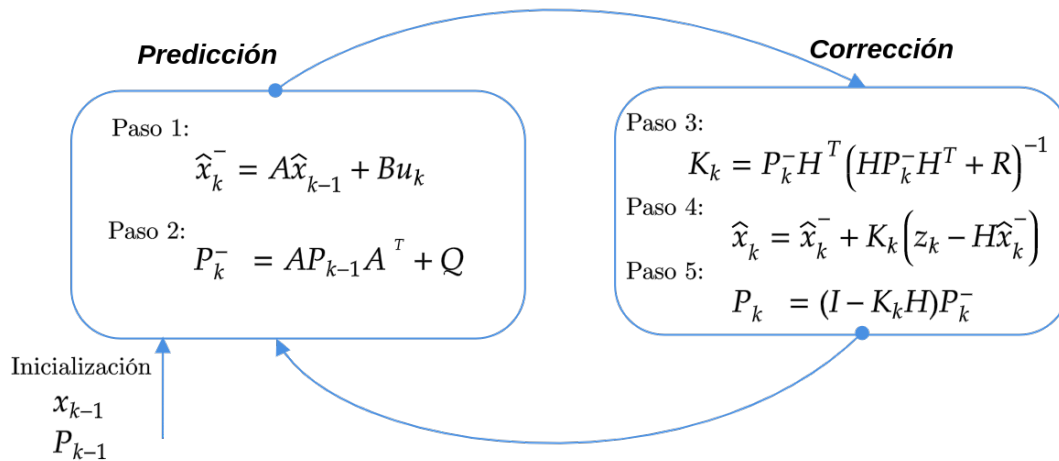 Predicción
Paso 1:
x̂ₖ⁻ = Ax̂ₖ₋₁ + Buₖ
Paso 2:
Pₖ⁻ = APₖ₋₁Aᵀ + Q
Inicialización
xₖ₋₁
Pₖ₋₁
Corrección
Paso 3:
Kₖ = Pₖ⁻Hᵀ(HPₖ⁻Hᵀ + R)⁻¹
Paso 4:
x̂ₖ = x̂ₖ⁻ + Kₖ(zₖ − Hx̂ₖ⁻)
Paso 5:
Pₖ = (I − KₖH)Pₖ⁻